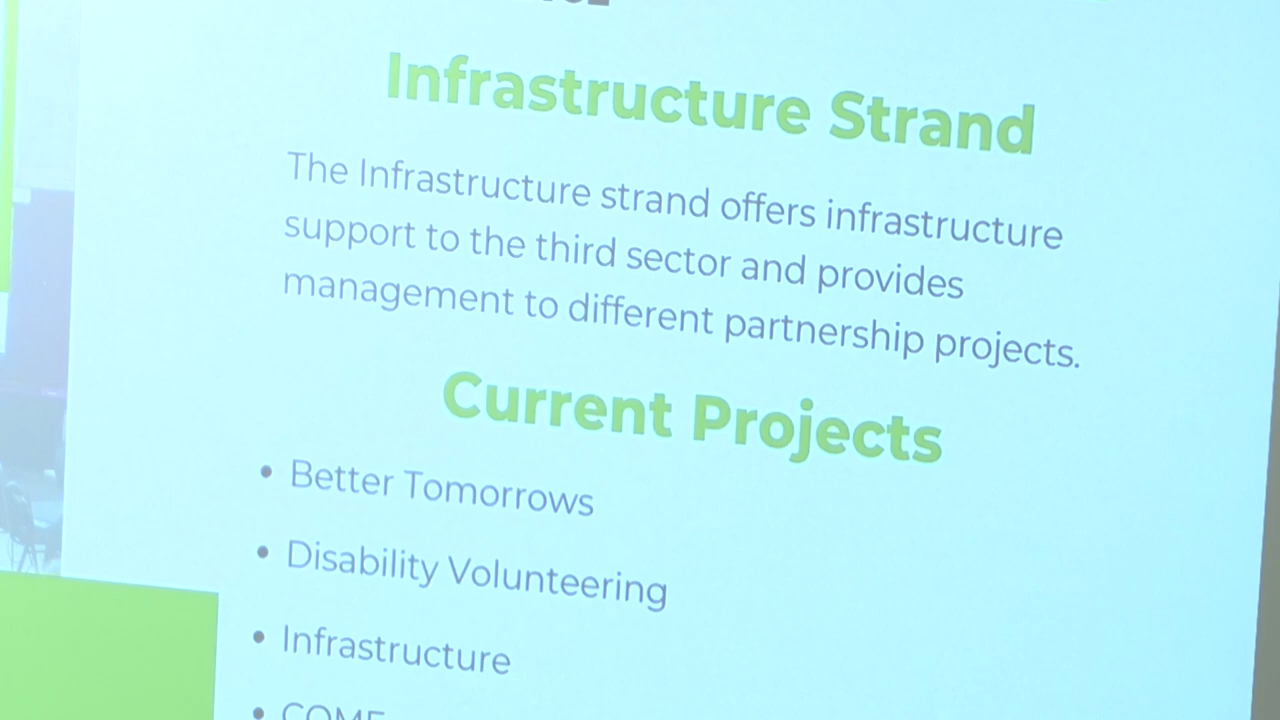 Infrastructure Strand
The Infrastructure strand offers infrastructure
support to the third sector and provides
management to different partnership projects.
Current Projects
• Better Tomorrows
• Disability Volunteering
• Infrastructure